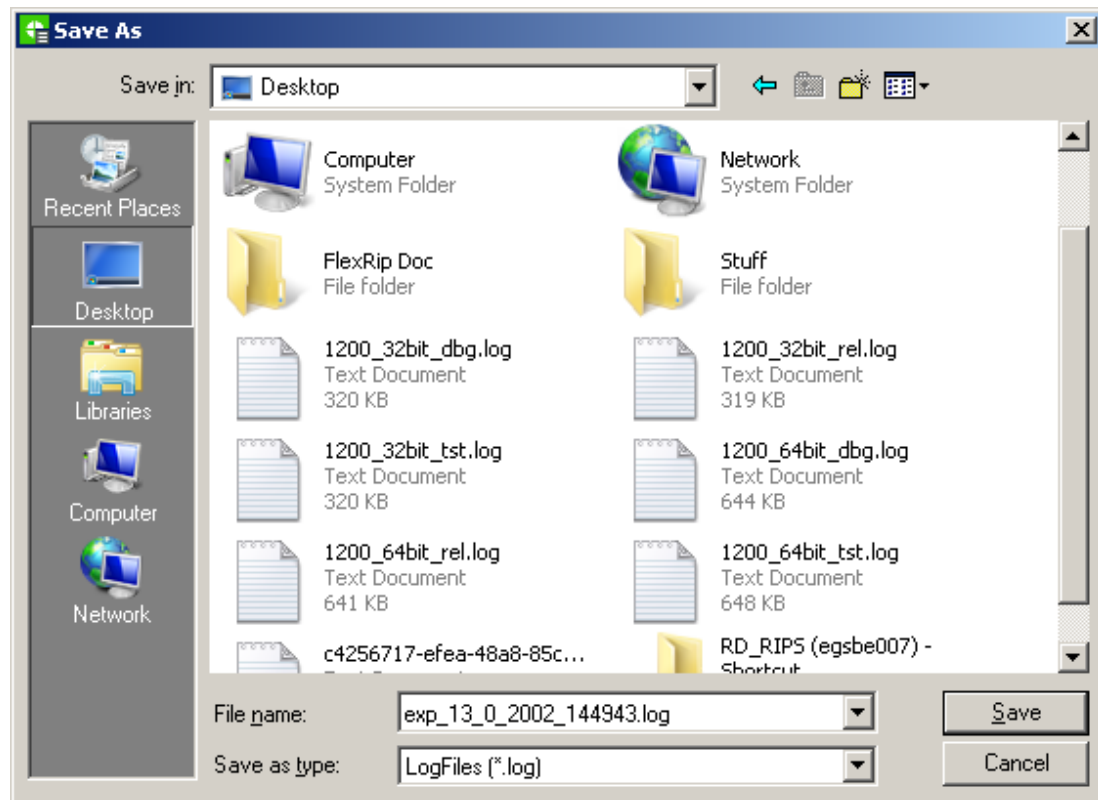 Save As
Save in:
Desktop
Recent Places
Desktop
Libraries
Computer
Network
Computer
System Folder
Network
System Folder
FlexRip Doc
File folder
Stuff
File folder
1200_32bit_dbg.log
Text Document
320 KB
1200_32bit_rel.log
Text Document
319 KB
1200_32bit_tst.log
Text Document
320 KB
1200_64bit_dbg.log
Text Document
644 KB
1200_64bit_rel.log
Text Document
641 KB
1200_64bit_tst.log
Text Document
648 KB
c4256717-efea-48a8-85c...
RD_RIPS (egsbe007) -
Shortcut
File name:
exp_13_0_2002_144943.log
Save
Save as type:
LogFiles (*.log)
Cancel